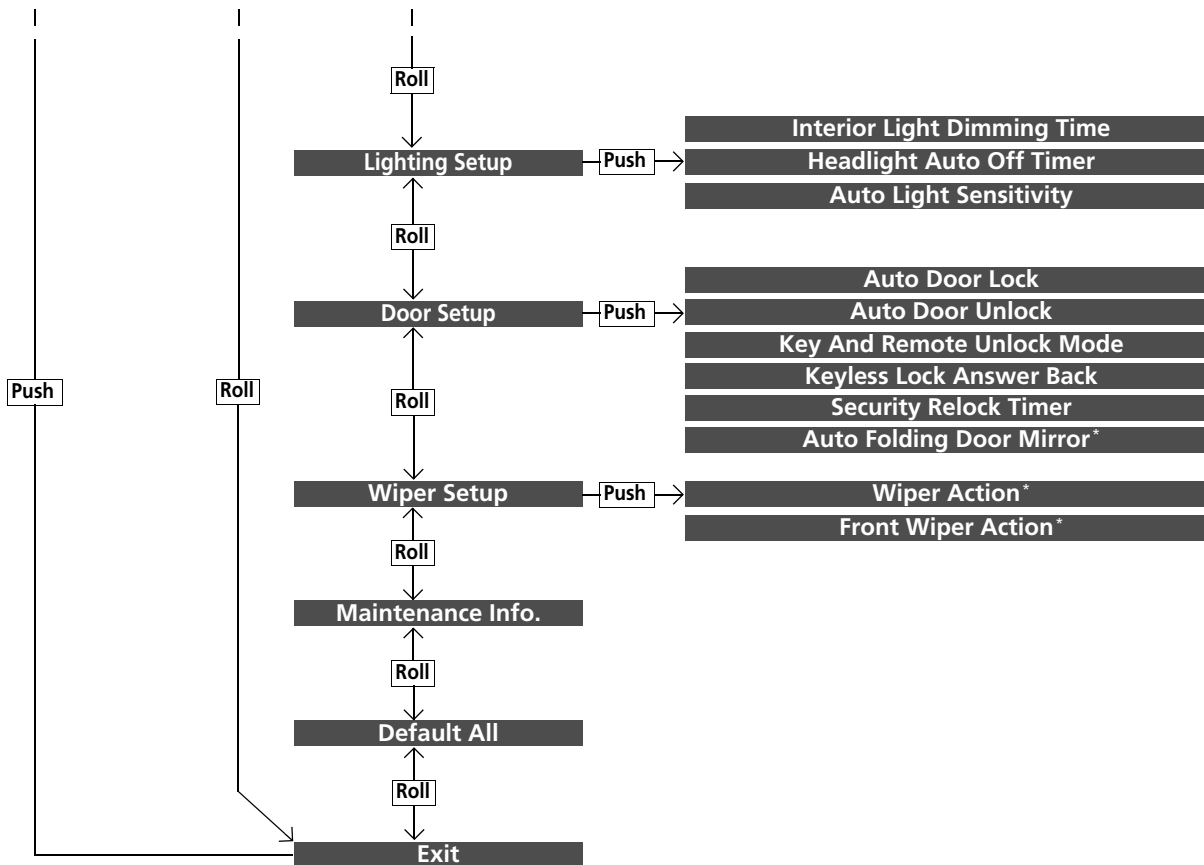 Roll
Lighting Setup
Push
Interior Light Dimming Time
Headlight Auto Off Timer
Auto Light Sensitivity
Roll
Door Setup
Push
Auto Door Lock
Auto Door Unlock
Key And Remote Unlock Mode
Keyless Lock Answer Back
Security Relock Timer
Auto Folding Door Mirror*
Push
Roll
Roll
Wiper Setup
Push
Wiper Action*
Front Wiper Action*
Roll
Maintenance Info.
Roll
Default All
Roll
Exit